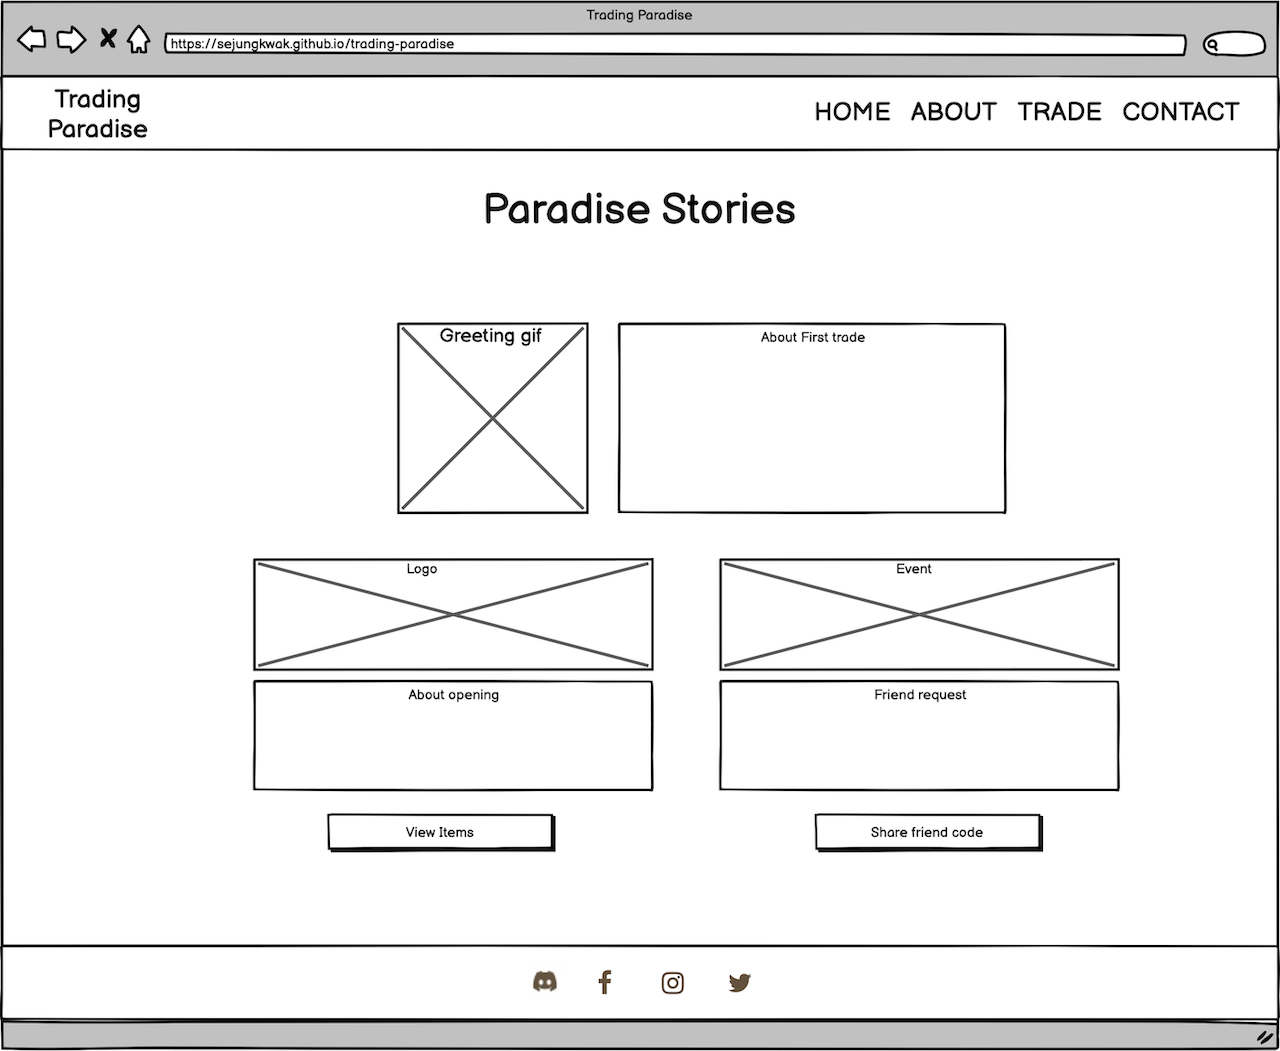 Trading Paradise
https://sejungkwak.github.io/trading-paradise
Trading
Paradise
HOME ABOUT TRADE CONTACT
Paradise Stories
Greeting gif
About First trade
Logo
Event
About opening
Friend request
View Items
Share friend code